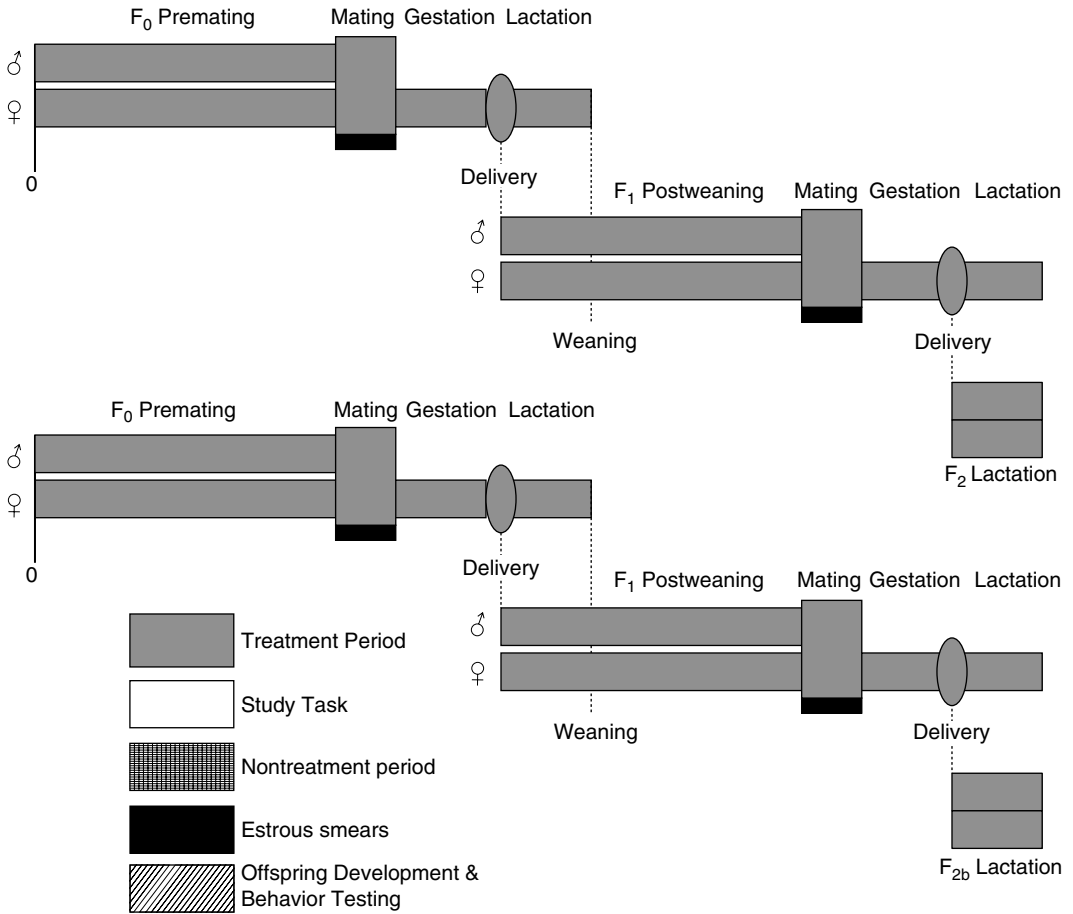 F₀ Premating Mating Gestation Lactation
♂
♀
0
Delivery
F₁ Postweaning Mating Gestation Lactation
♂
♀
Weaning
Delivery
F₂ Lactation
F₀ Premating Mating Gestation Lactation
♂
♀
0
Delivery
F₁ Postweaning Mating Gestation Lactation
♂
♀
Weaning
Delivery
F₂b Lactation
Treatment Period
Study Task
Nontreatment period
Estrous smears
Offspring Development &
Behavior Testing